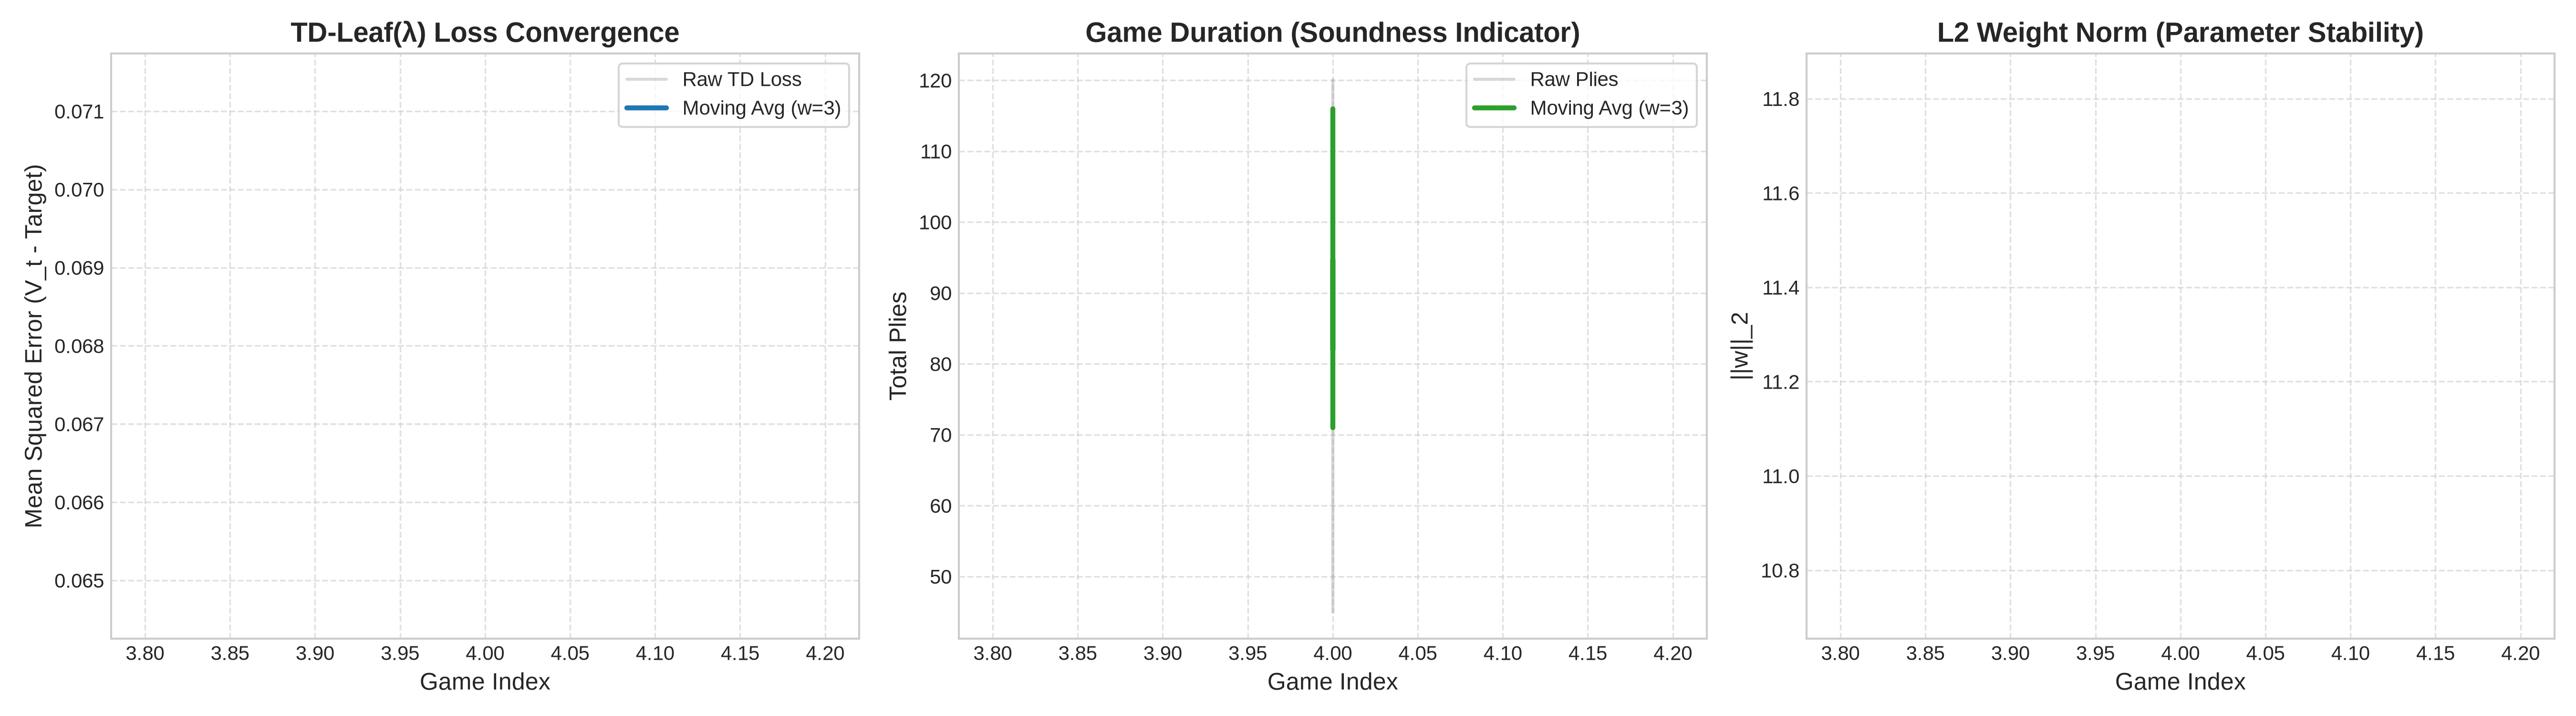 TD-Leaf(λ) Loss Convergence
Raw TD Loss
Moving Avg (w=3)
Mean Squared Error (V_t - Target)
0.071
0.070
0.069
0.068
0.067
0.066
0.065
3.80 3.85 3.90 3.95 4.00 4.05 4.10 4.15 4.20
Game Index
Game Duration (Soundness Indicator)
Raw Plies
Moving Avg (w=3)
Total Plies
120
110
100
90
80
70
60
50
3.80 3.85 3.90 3.95 4.00 4.05 4.10 4.15 4.20
Game Index
L2 Weight Norm (Parameter Stability)
||w||_2
11.8
11.6
11.4
11.2
11.0
10.8
3.80 3.85 3.90 3.95 4.00 4.05 4.10 4.15 4.20
Game Index